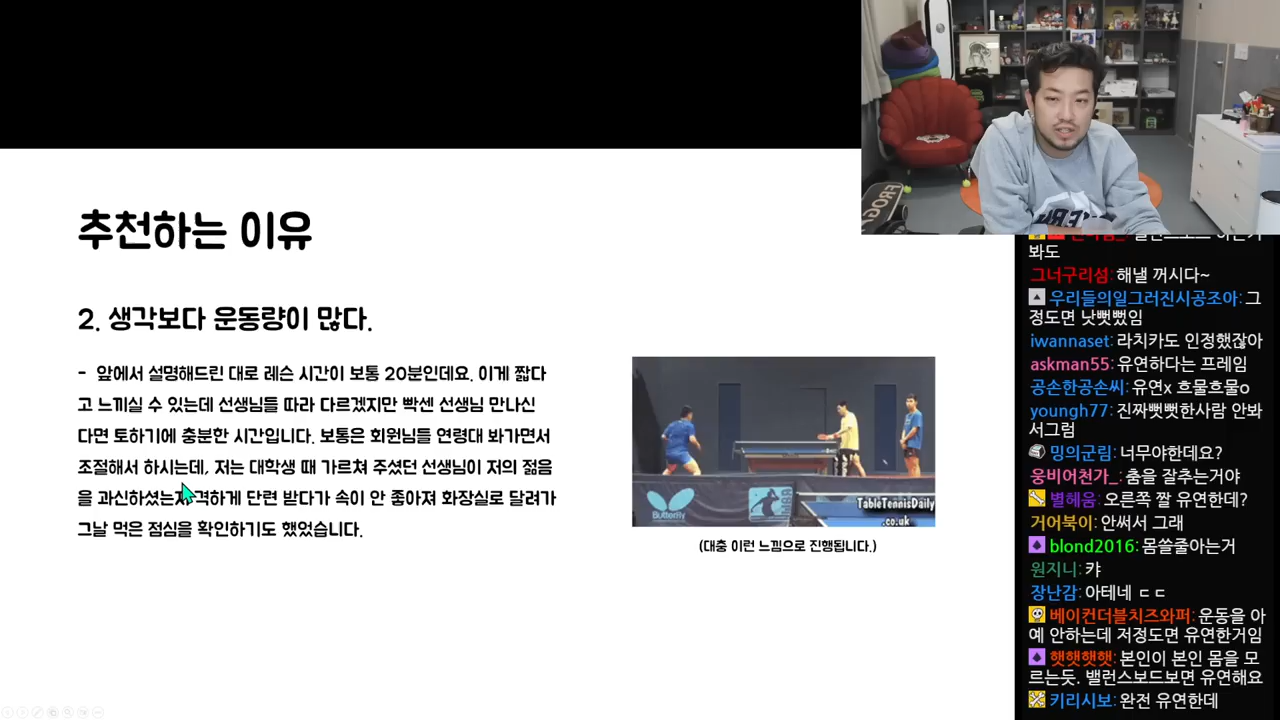 추천하는 이유
2. 생각보다 운동량이 많다.
- 앞에서 설명해드린 대로 레슨 시간이 보통 20분인데요. 이게 짧다
고 느끼실 수 있는데 선생님들 따라 다르겠지만 빡센 선생님 만나신
다면 토하기에 충분한 시간입니다. 보통은 회원님들 연령대 봐가면서
조절해서 하시는데, 저는 대학생 때 가르쳐 주셨던 선생님이 저의 젊음
을 과신하셨는지 격하게 단련 받다가 속이 안 좋아져 화장실로 달려가
그날 먹은 점심을 확인하기도 했었습니다.
Butterfly
TableTennisDaily
.co.uk
(대충 이런 느낌으로 진행됩니다.)
FROG
봐도
그너구리섬: 해낼 꺼시다~
우리들의일그러진시공조아: 그
정도면 낫뻣뻤임
iwannaset: 라치카도 인정했잖아
askman55: 유연하다는 프레임
공손한공손씨: 유연x 흐물흐물o
youngh77: 진짜뻣뻣한사람 안봐
서그럼
밍의군림: 너무야한데요?
웅비어천가_: 춤을 잘추는거야
별헤움: 오른쪽 짤 유연한데?
거어북이: 안써서 그래
blond2016: 몸쓸줄아는거
원지니: 캬
장난감: 아테네 ㄷㄷ
베이컨더블치즈와퍼: 운동을 아
예 안하는데 저정도면 유연한거임
햇햇햇햇: 본인이 본인 몸을 모
르는듯. 밸런스보드보면 유연해요
키리시보: 완전 유연한데